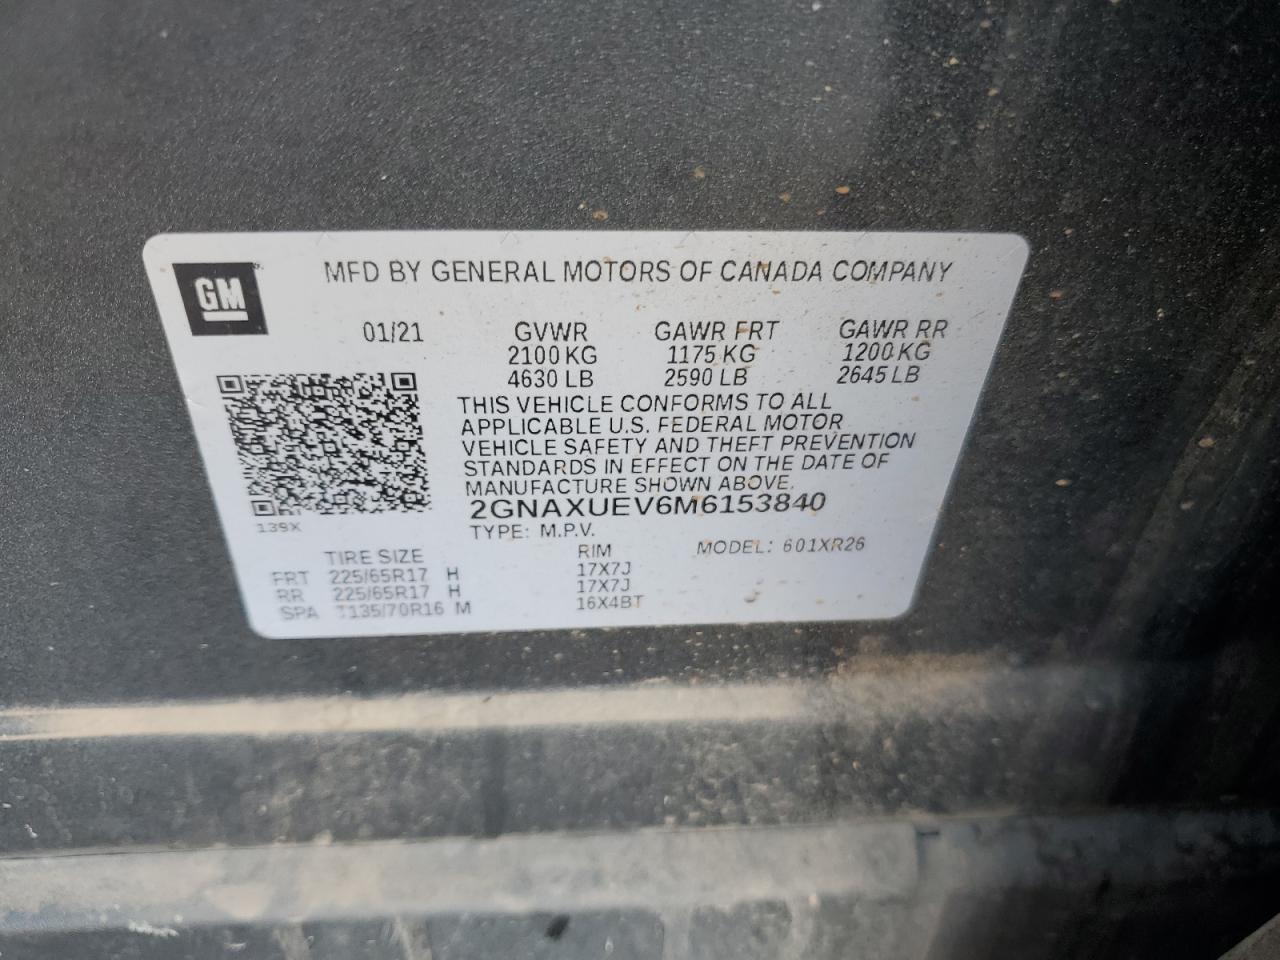 GM
MFD BY GENERAL MOTORS OF CANADA COMPANY
01/21 GVWR GAWR FRT GAWR RR
2100 KG 1175 KG 1200 KG
4630 LB 2590 LB 2645 LB
THIS VEHICLE CONFORMS TO ALL
APPLICABLE U.S. FEDERAL MOTOR
VEHICLE SAFETY AND THEFT PREVENTION
STANDARDS IN EFFECT ON THE DATE OF
MANUFACTURE SHOWN ABOVE.
2GNAXUEV6M6153840
139X
TYPE: M.P.V.
TIRE SIZE RIM MODEL: 601XR26
FRT 225/65R17 H 17X7J
RR 225/65R17 H 17X7J
SPA T135/70R16 M 16X4BT